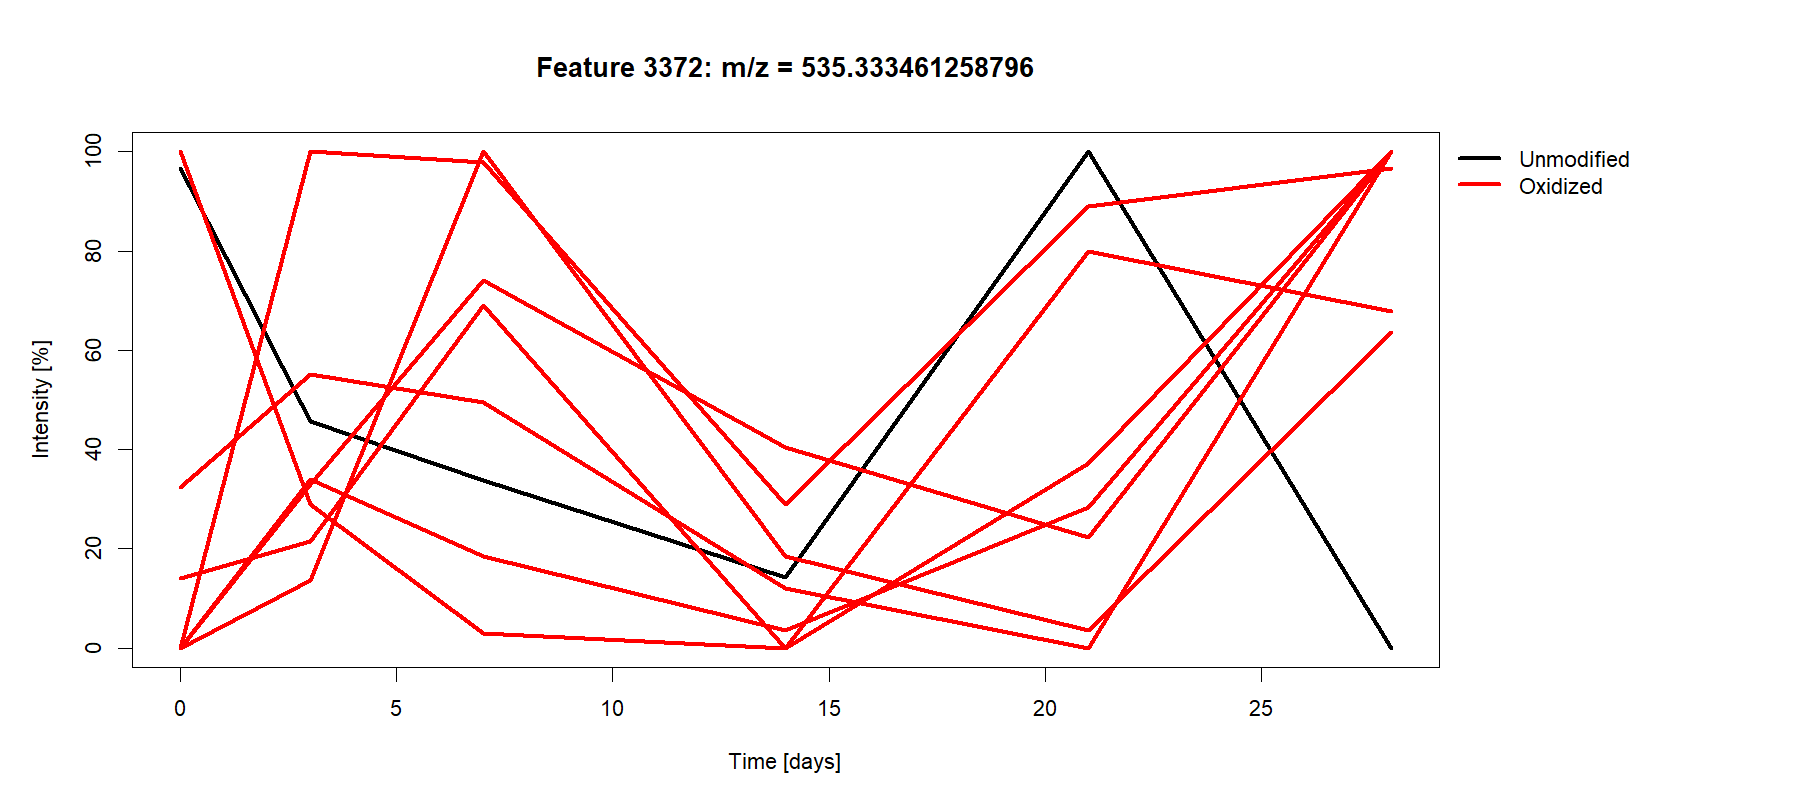 Feature 3372: m/z = 535.333461258796
Unmodified
Oxidized
100
80
60
40
20
0
Intensity [%]
0 5 10 15 20 25
Time [days]